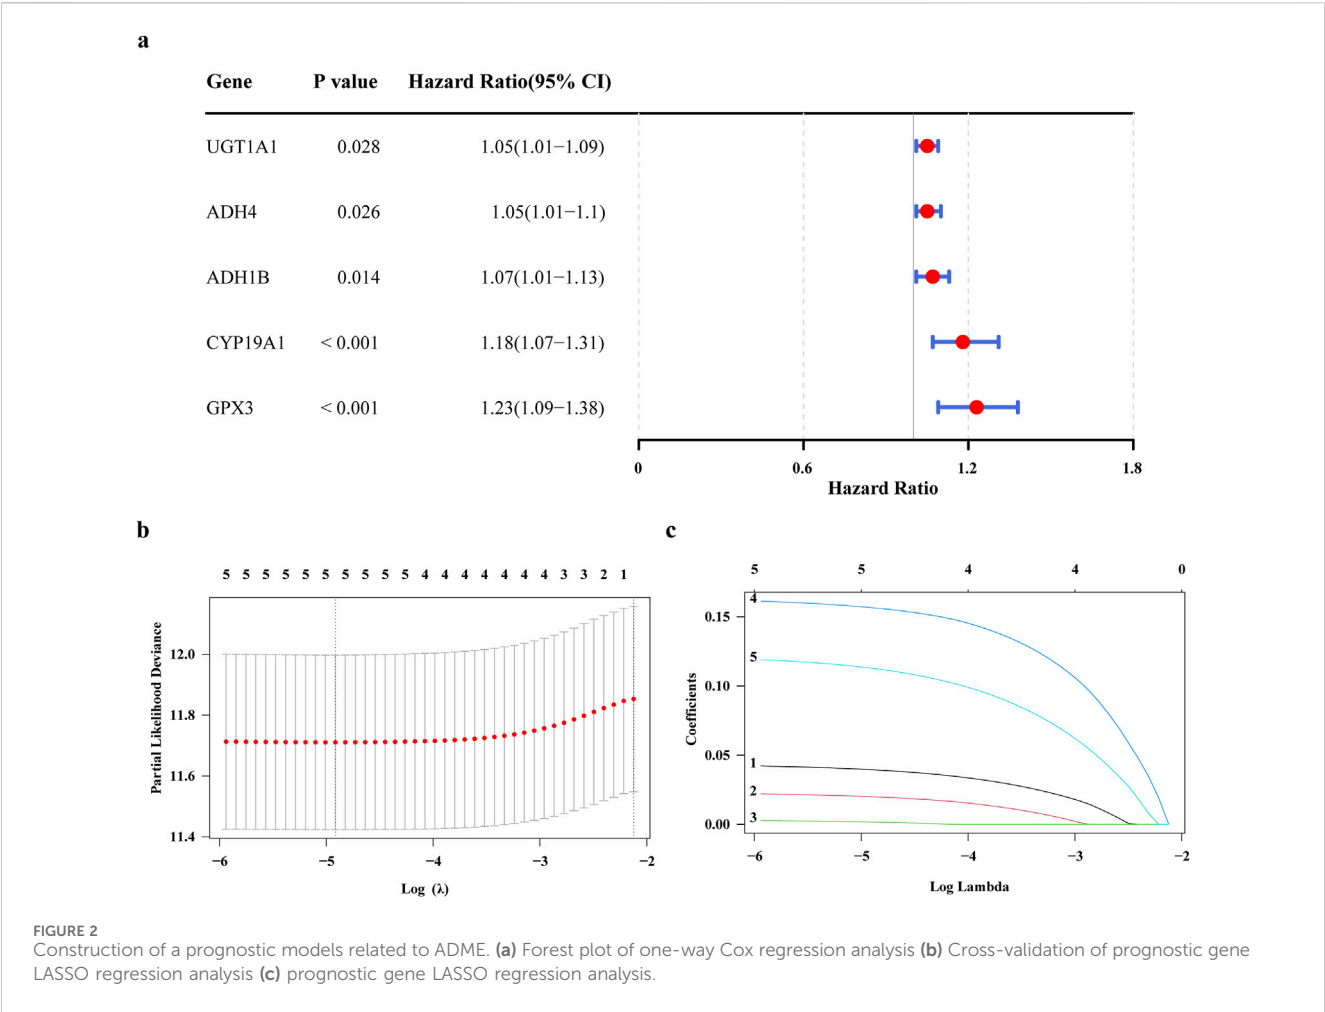 a
Gene P value Hazard Ratio(95% CI)
UGT1A1 0.028 1.05(1.01−1.09)
ADH4 0.026 1.05(1.01−1.1)
ADH1B 0.014 1.07(1.01−1.13)
CYP19A1 < 0.001 1.18(1.07−1.31)
GPX3 < 0.001 1.23(1.09−1.38)
0 0.6 1.2 1.8
Hazard Ratio
b
5 5 5 5 5 5 5 5 5 5 4 4 4 4 4 4 4 3 3 2 1
Partial Likelihood Deviance
12.0
11.8
11.6
11.4
−6 −5 −4 −3 −2
Log (λ)
c
5 5 4 4 0
Coefficients
0.15
0.10
0.05
0.00
4
5
1
2
3
−6 −5 −4 −3 −2
Log Lambda
FIGURE 2
Construction of a prognostic models related to ADME. (a) Forest plot of one-way Cox regression analysis (b) Cross-validation of prognostic gene
LASSO regression analysis (c) prognostic gene LASSO regression analysis.